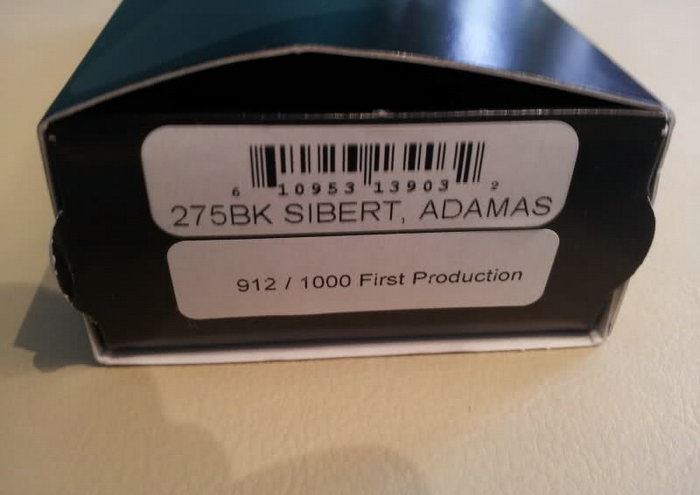 6 10953 13903 2
275BK SIBERT, ADAMAS
912 / 1000 First Production